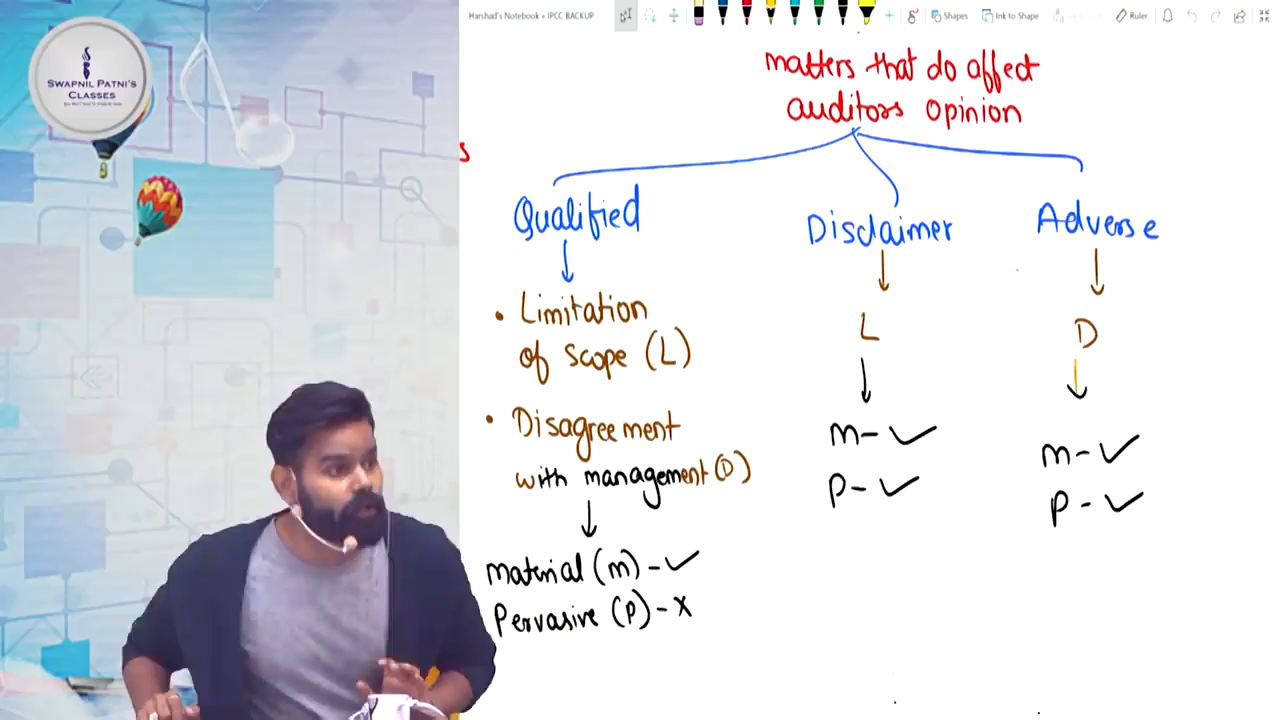 SWAPNIL PATNI'S
CLASSES
Harshad's Notebook » IPCC BACKUP
Shapes
Ink to Shape
Ruler
matters that do affect
auditors opinion
s
Qualified
Disclaimer
Adverse
• Limitation
of scope (L)
• Disagreement
with management (D)
Material (m) - ✓
Pervasive (P) - x
L
m - ✓
P - ✓
D
m - ✓
P - ✓